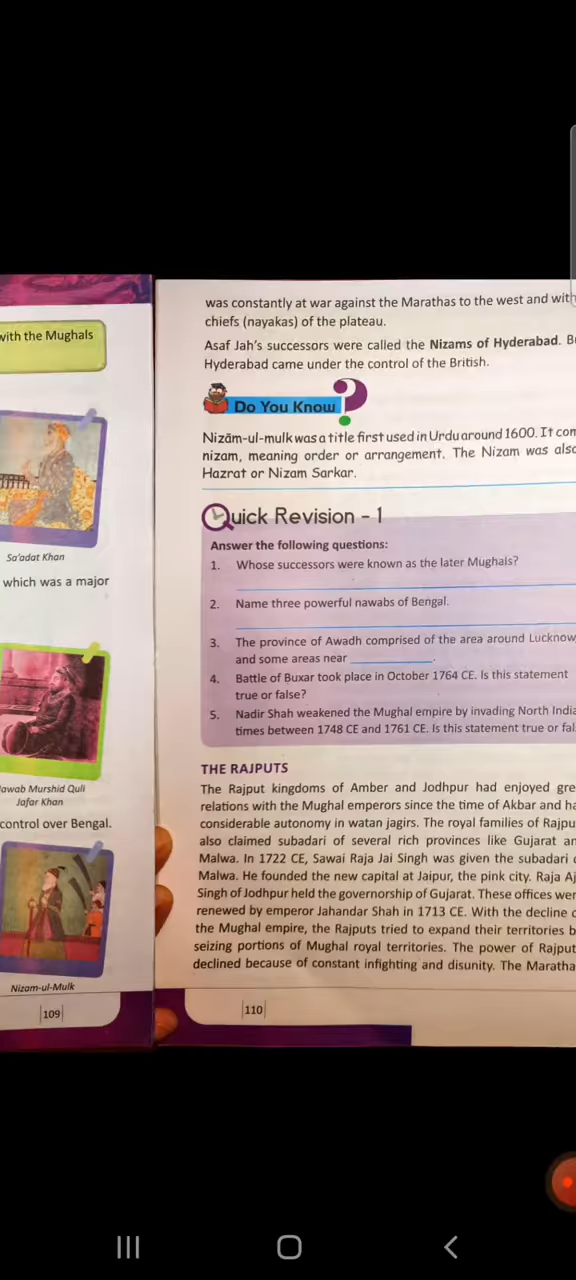 with the Mughals
Sa'adat Khan
which was a major
Nawab Murshid Quli
Jafar Khan
control over Bengal.
Nizam-ul-Mulk
|109|
was constantly at war against the Marathas to the west and with
chiefs (nayakas) of the plateau.
Asaf Jah's successors were called the Nizams of Hyderabad.
Hyderabad came under the control of the British.
Do You Know ?
Nizām-ul-mulk was a title first used in Urdu around 1600. It
nizam, meaning order or arrangement. The Nizam was also
Hazrat or Nizam Sarkar.
Quick Revision - 1
Answer the following questions:
1. Whose successors were known as the later Mughals?
2. Name three powerful nawabs of Bengal.
3. The province of Awadh comprised of the area around Lucknow,
and some areas near ____________.
4. Battle of Buxar took place in October 1764 CE. Is this statement
true or false?
5. Nadir Shah weakened the Mughal empire by invading North India
times between 1748 CE and 1761 CE. Is this statement true or
THE RAJPUTS
The Rajput kingdoms of Amber and Jodhpur had enjoyed
relations with the Mughal emperors since the time of Akbar and
considerable autonomy in watan jagirs. The royal families of
also claimed subadari of several rich provinces like Gujarat
Malwa. In 1722 CE, Sawai Raja Jai Singh was given the subadari
Malwa. He founded the new capital at Jaipur, the pink city. Raja
Singh of Jodhpur held the governorship of Gujarat. These offices
renewed by emperor Jahandar Shah in 1713 CE. With the decline
the Mughal empire, the Rajputs tried to expand their territories
seizing portions of Mughal royal territories. The power of
declined because of constant infighting and disunity. The
|110|